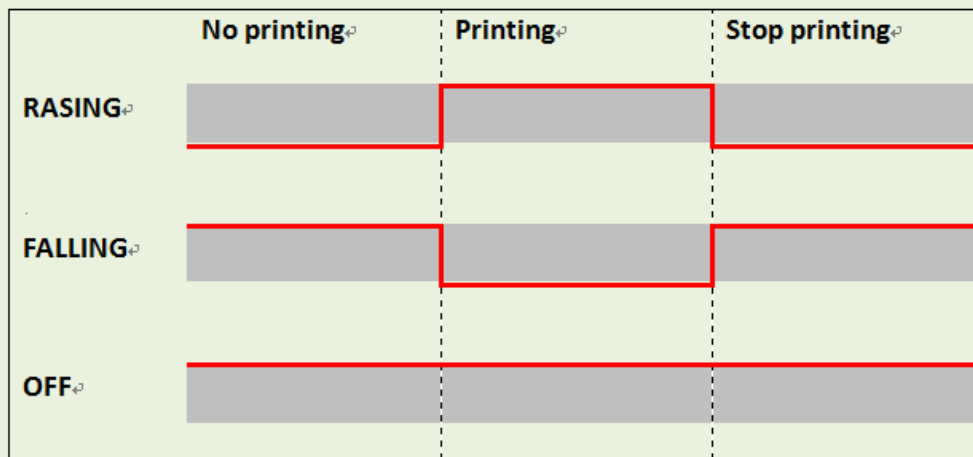 No printing Printing Stop printing
RASING
FALLING
OFF